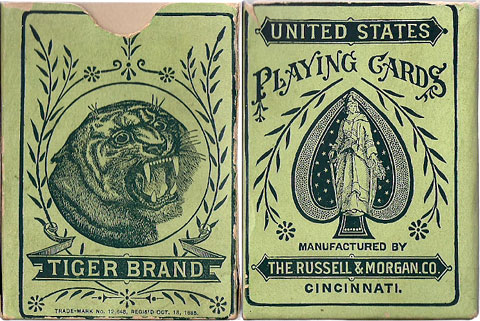 TIGER BRAND
TRADE-MARK No. 12,648, REGIS'D OCT. 13, 1885.
UNITED STATES
PLAYING CARDS
MANUFACTURED BY
THE RUSSELL & MORGAN.CO.
CINCINNATI.